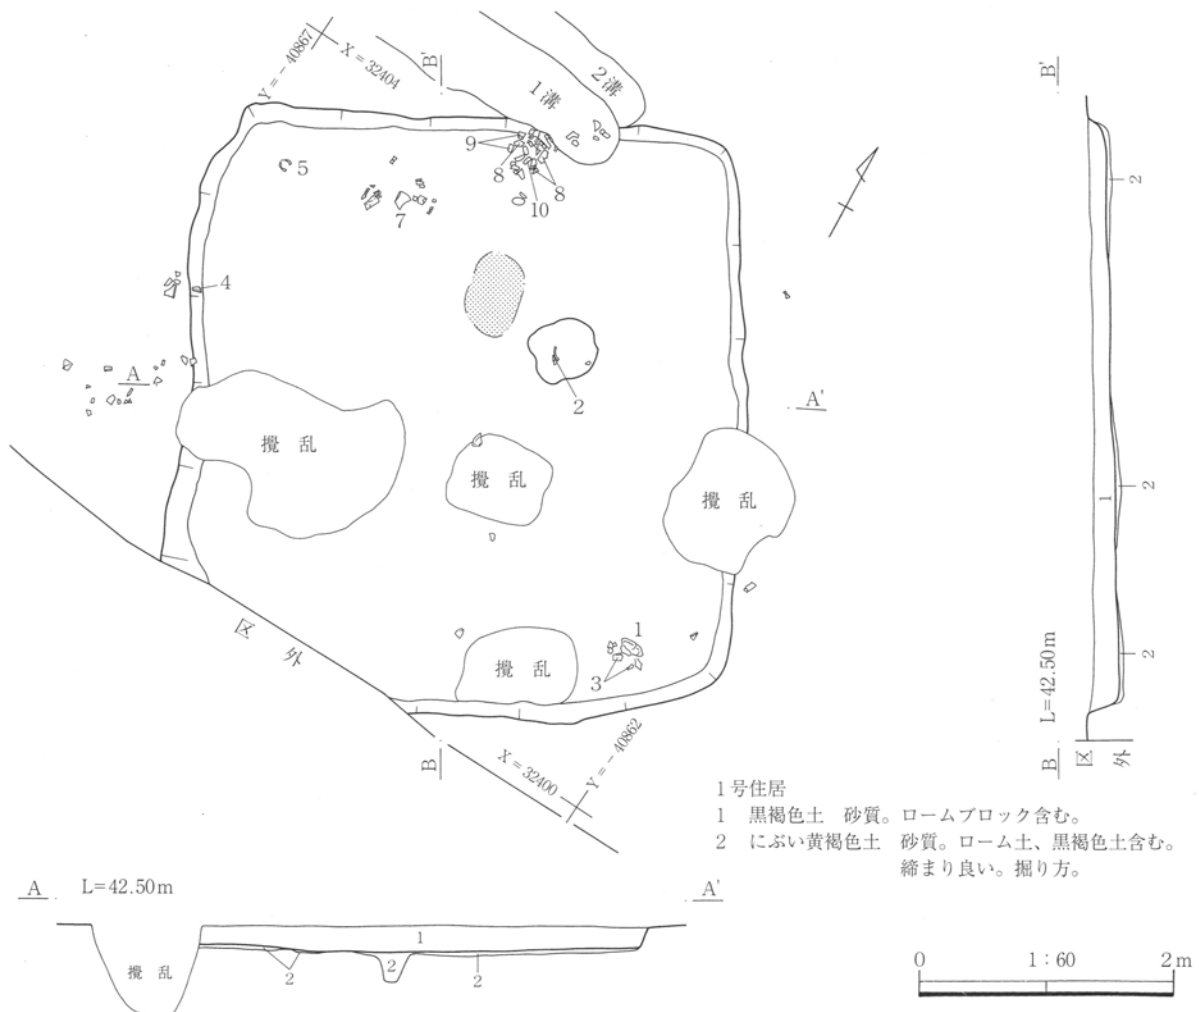 Y=-40867
X=32404
B'
1溝
2溝
B'
9
8
8
10
5
7
4
2
2
A
A'
攪乱
攪乱
攪乱
2
1
2
1
3
攪乱
区外
B
X=32400
Y=-40862
L=42.50m
B
区外
1号住居
1 黒褐色土 砂質。ロームブロック含む。
2 にぶい黄褐色土 砂質。ローム土、黒褐色土含む。
締まり良い。掘り方。
A L=42.50m A'
1
攪乱
2
2
2
0 1:60 2m